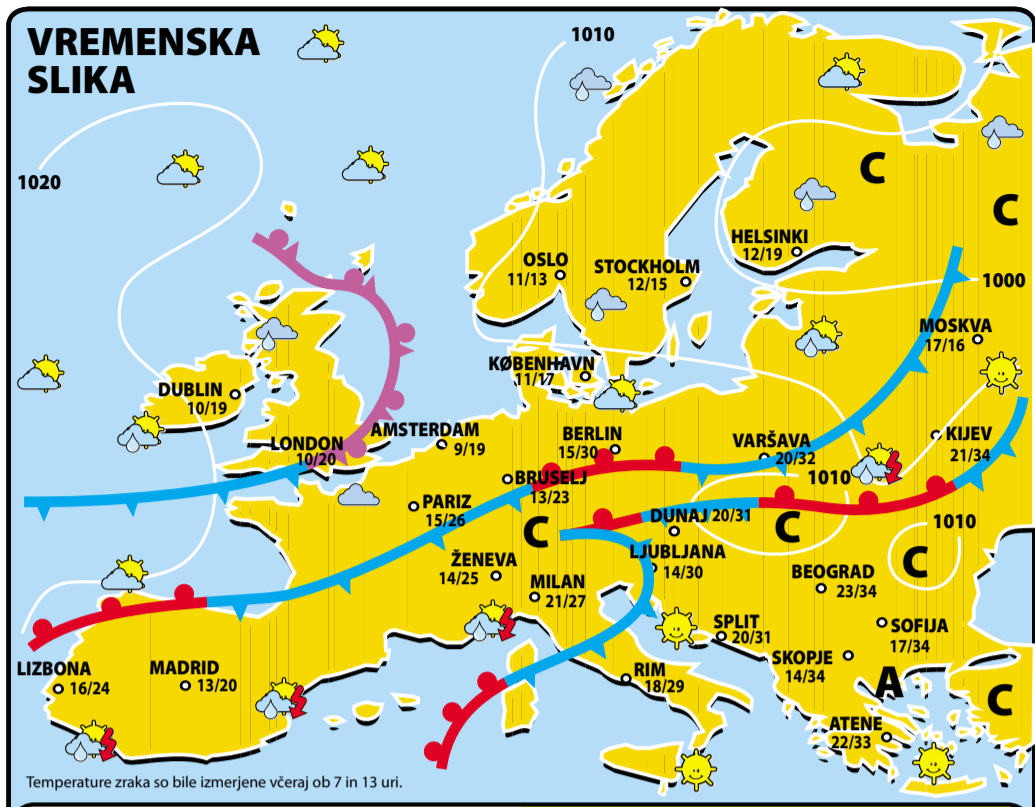 VREMENSKA
SLIKA
1010
1020
C
C
HELSINKI
12/19
OSLO
11/13
STOCKHOLM
12/15
1000
MOSKVA
17/16
KØBENHAVN
11/17
DUBLIN
10/19
AMSTERDAM
9/19
LONDON
10/20
BERLIN
15/30
VARŠAVA
20/32
KIJEV
21/34
BRUSELJ
13/23
1010
PARIZ
15/26
DUNAJ 20/31
C
C
1010
LJUBLJANA
14/30
C
ŽENEVA
14/25
MILAN
21/27
BEOGRAD
23/34
SPLIT
20/31
SOFIJA
17/34
SKOPJE
14/34
LIZBONA
16/24
MADRID
13/20
RIM
18/29
A
C
ATENE
22/33
Temperature zraka so bile izmerjene včeraj ob 7 in 13 uri.